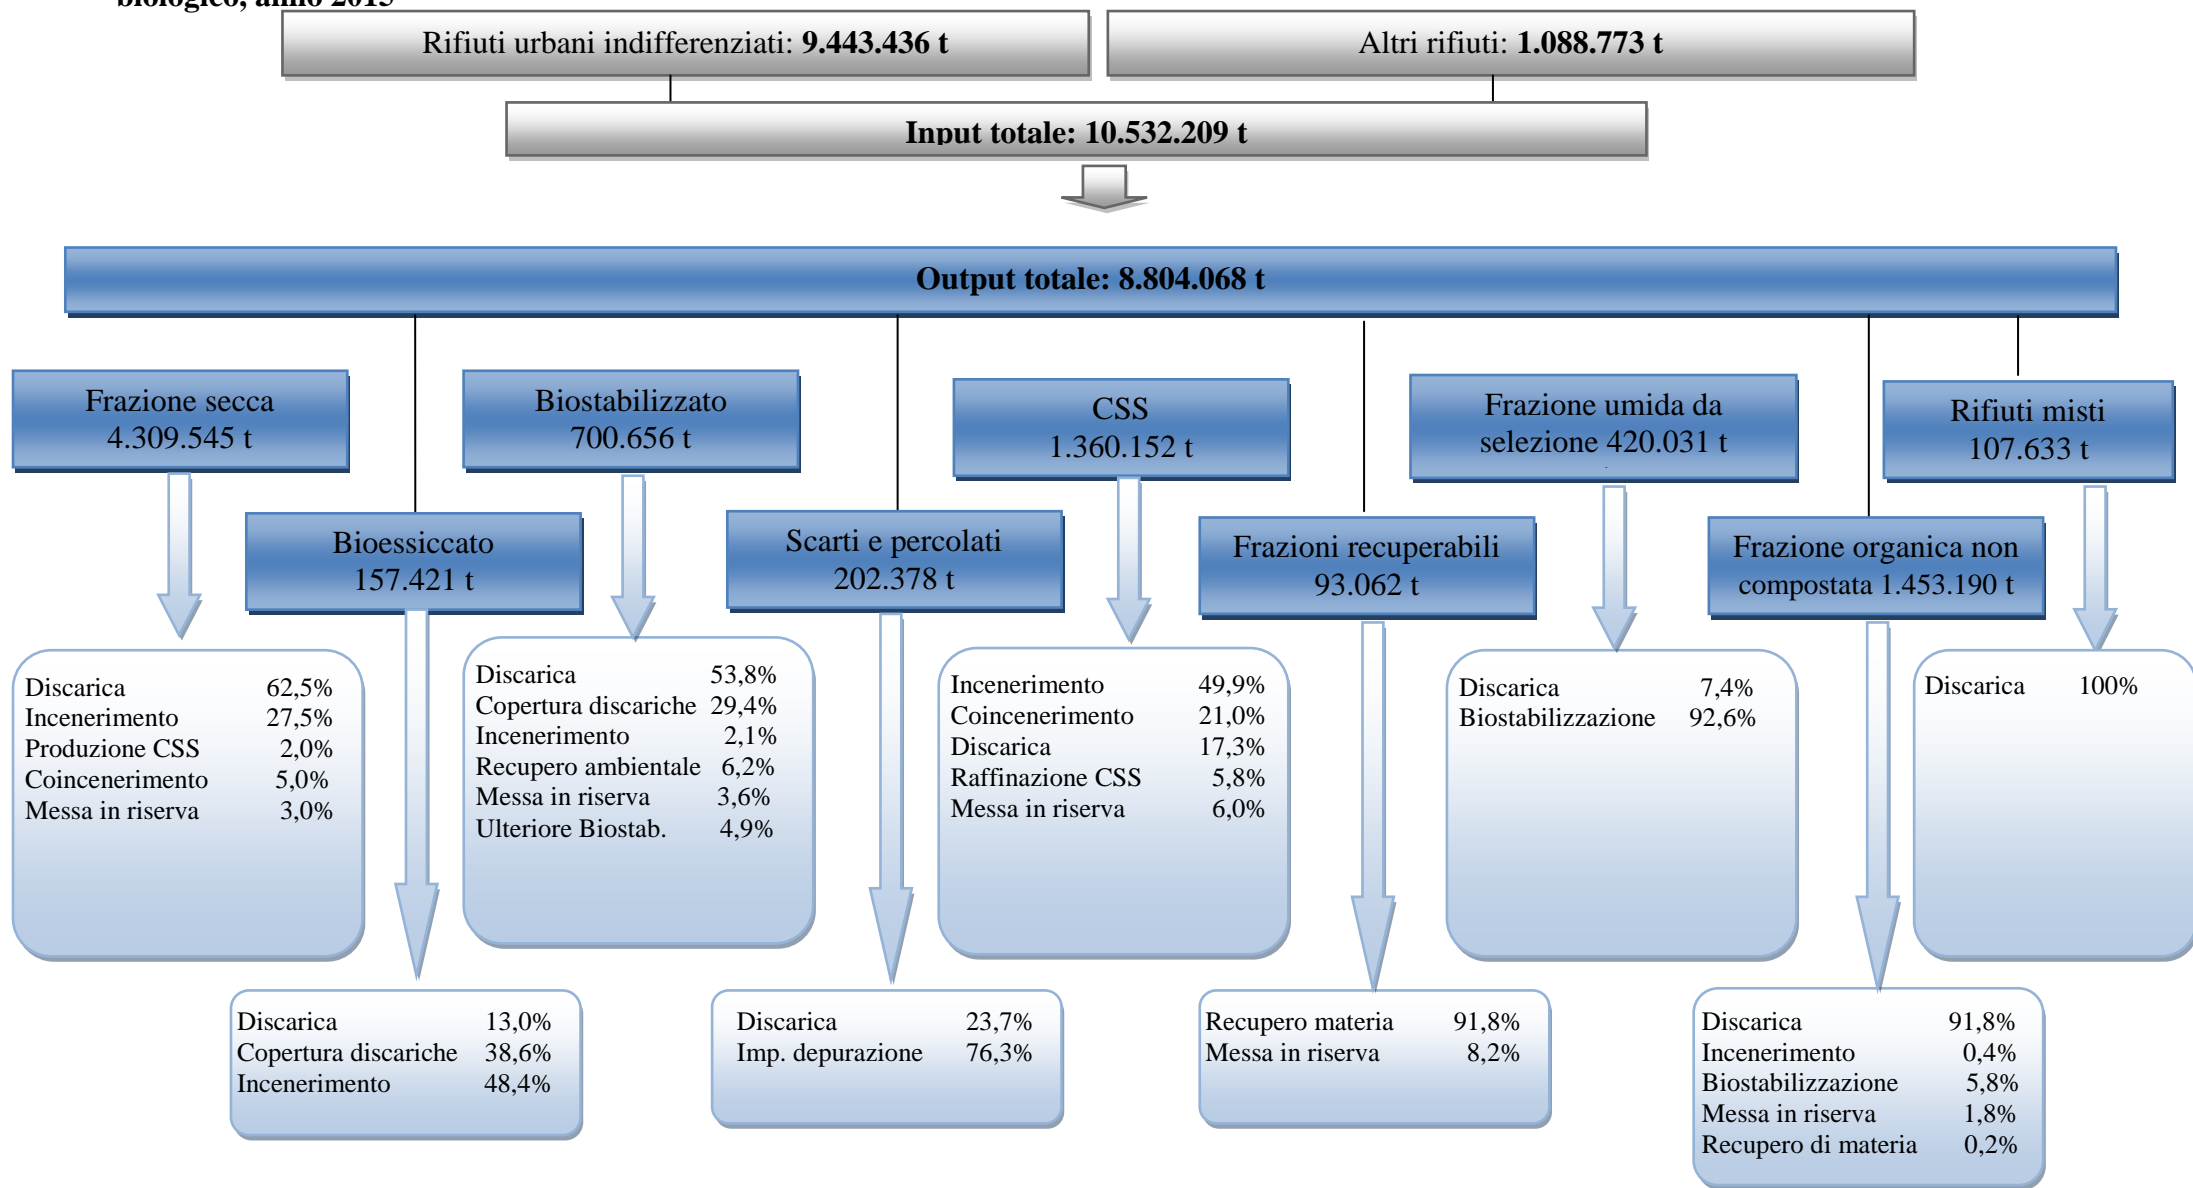 biologico, anno 2015
Rifiuti urbani indifferenziati: 9.443.436 t
Altri rifiuti: 1.088.773 t
Input totale: 10.532.209 t
Output totale: 8.804.068 t
Frazione secca
4.309.545 t
Biostabilizzato
700.656 t
CSS
1.360.152 t
Frazione umida da
selezione 420.031 t
Rifiuti misti
107.633 t
Bioessiccato
157.421 t
Scarti e percolati
202.378 t
Frazioni recuperabili
93.062 t
Frazione organica non
compostata 1.453.190 t
Discarica 62,5%
Incenerimento 27,5%
Produzione CSS 2,0%
Coincenerimento 5,0%
Messa in riserva 3,0%
Discarica 53,8%
Copertura discariche 29,4%
Incenerimento 2,1%
Recupero ambientale 6,2%
Messa in riserva 3,6%
Ulteriore Biostab. 4,9%
Incenerimento 49,9%
Coincenerimento 21,0%
Discarica 17,3%
Raffinazione CSS 5,8%
Messa in riserva 6,0%
Discarica 7,4%
Biostabilizzazione 92,6%
Discarica 100%
Discarica 13,0%
Copertura discariche 38,6%
Incenerimento 48,4%
Discarica 23,7%
Imp. depurazione 76,3%
Recupero materia 91,8%
Messa in riserva 8,2%
Discarica 91,8%
Incenerimento 0,4%
Biostabilizzazione 5,8%
Messa in riserva 1,8%
Recupero di materia 0,2%